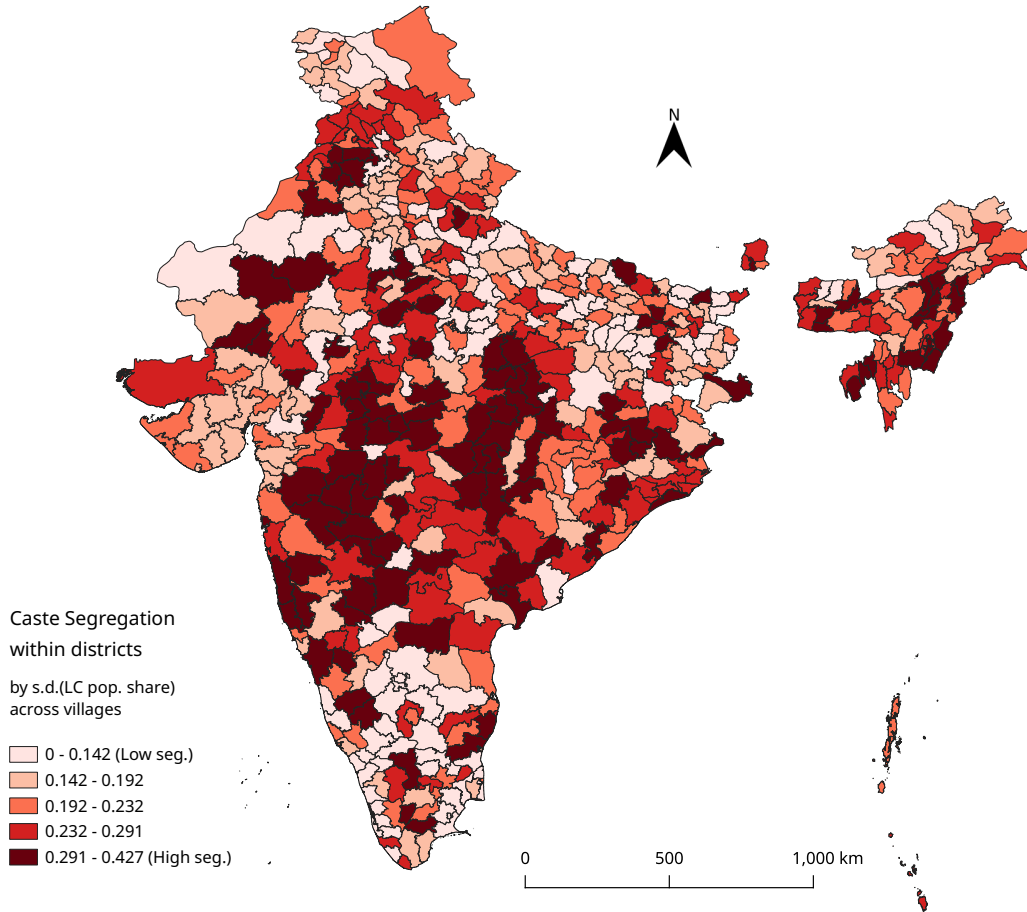 N
Caste Segregation
within districts
by s.d.(LC pop. share)
across villages
0 - 0.142 (Low seg.)
0.142 - 0.192
0.192 - 0.232
0.232 - 0.291
0.291 - 0.427 (High seg.)
0 500 1,000 km